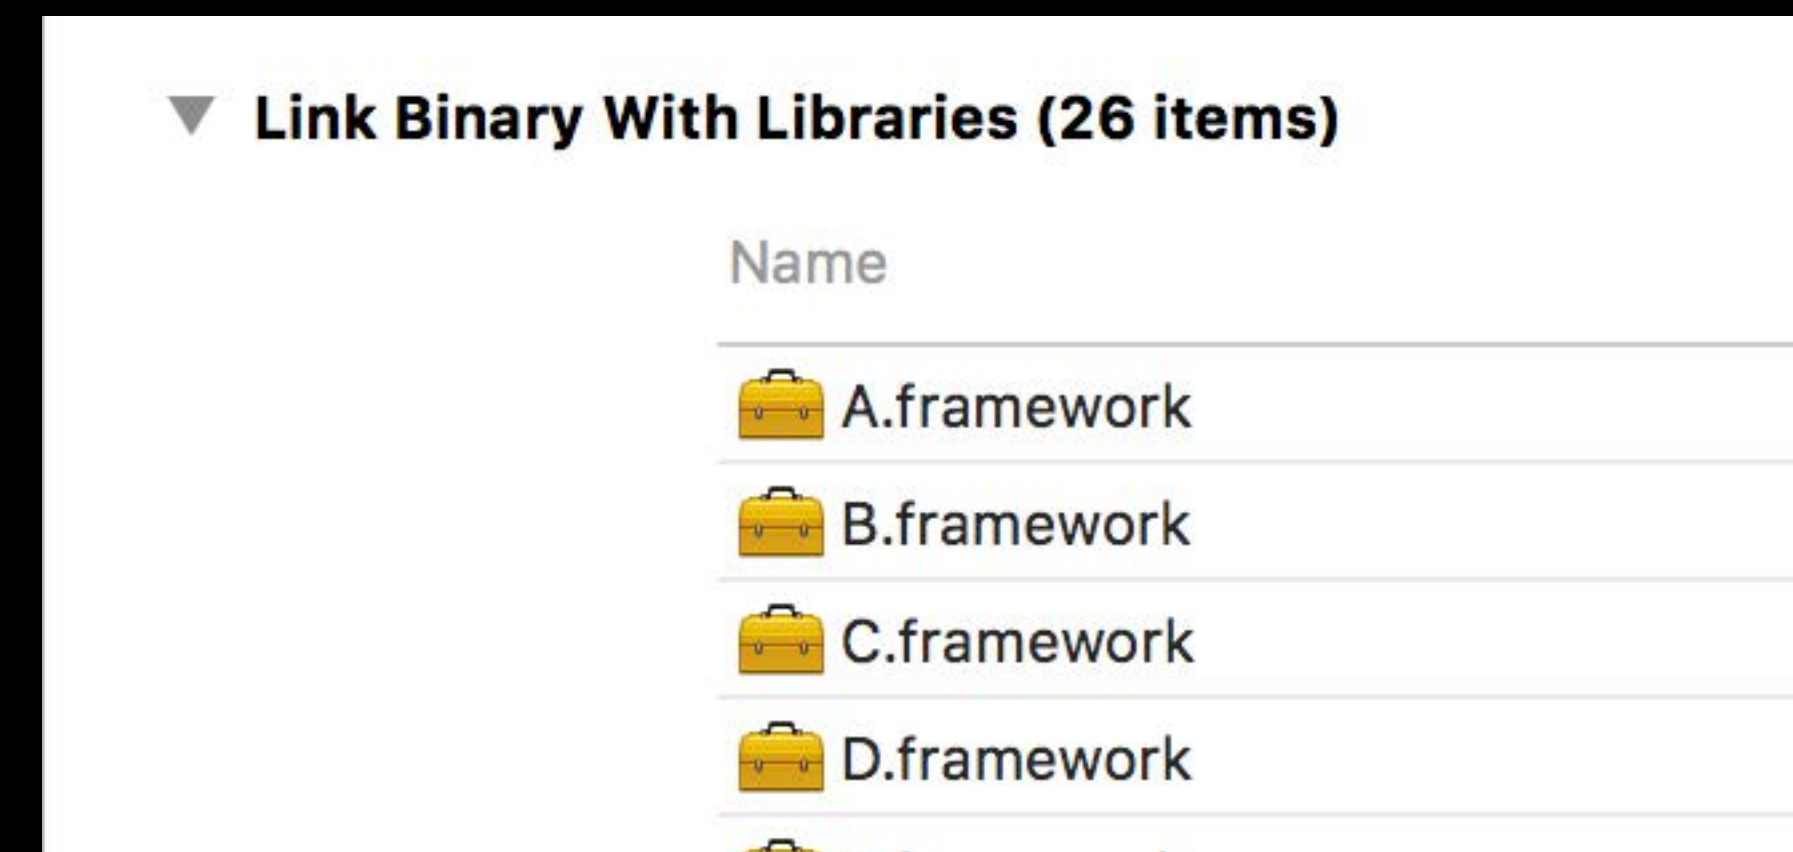 Link Binary With Libraries (26 items)
Name
A.framework
B.framework
C.framework
D.framework